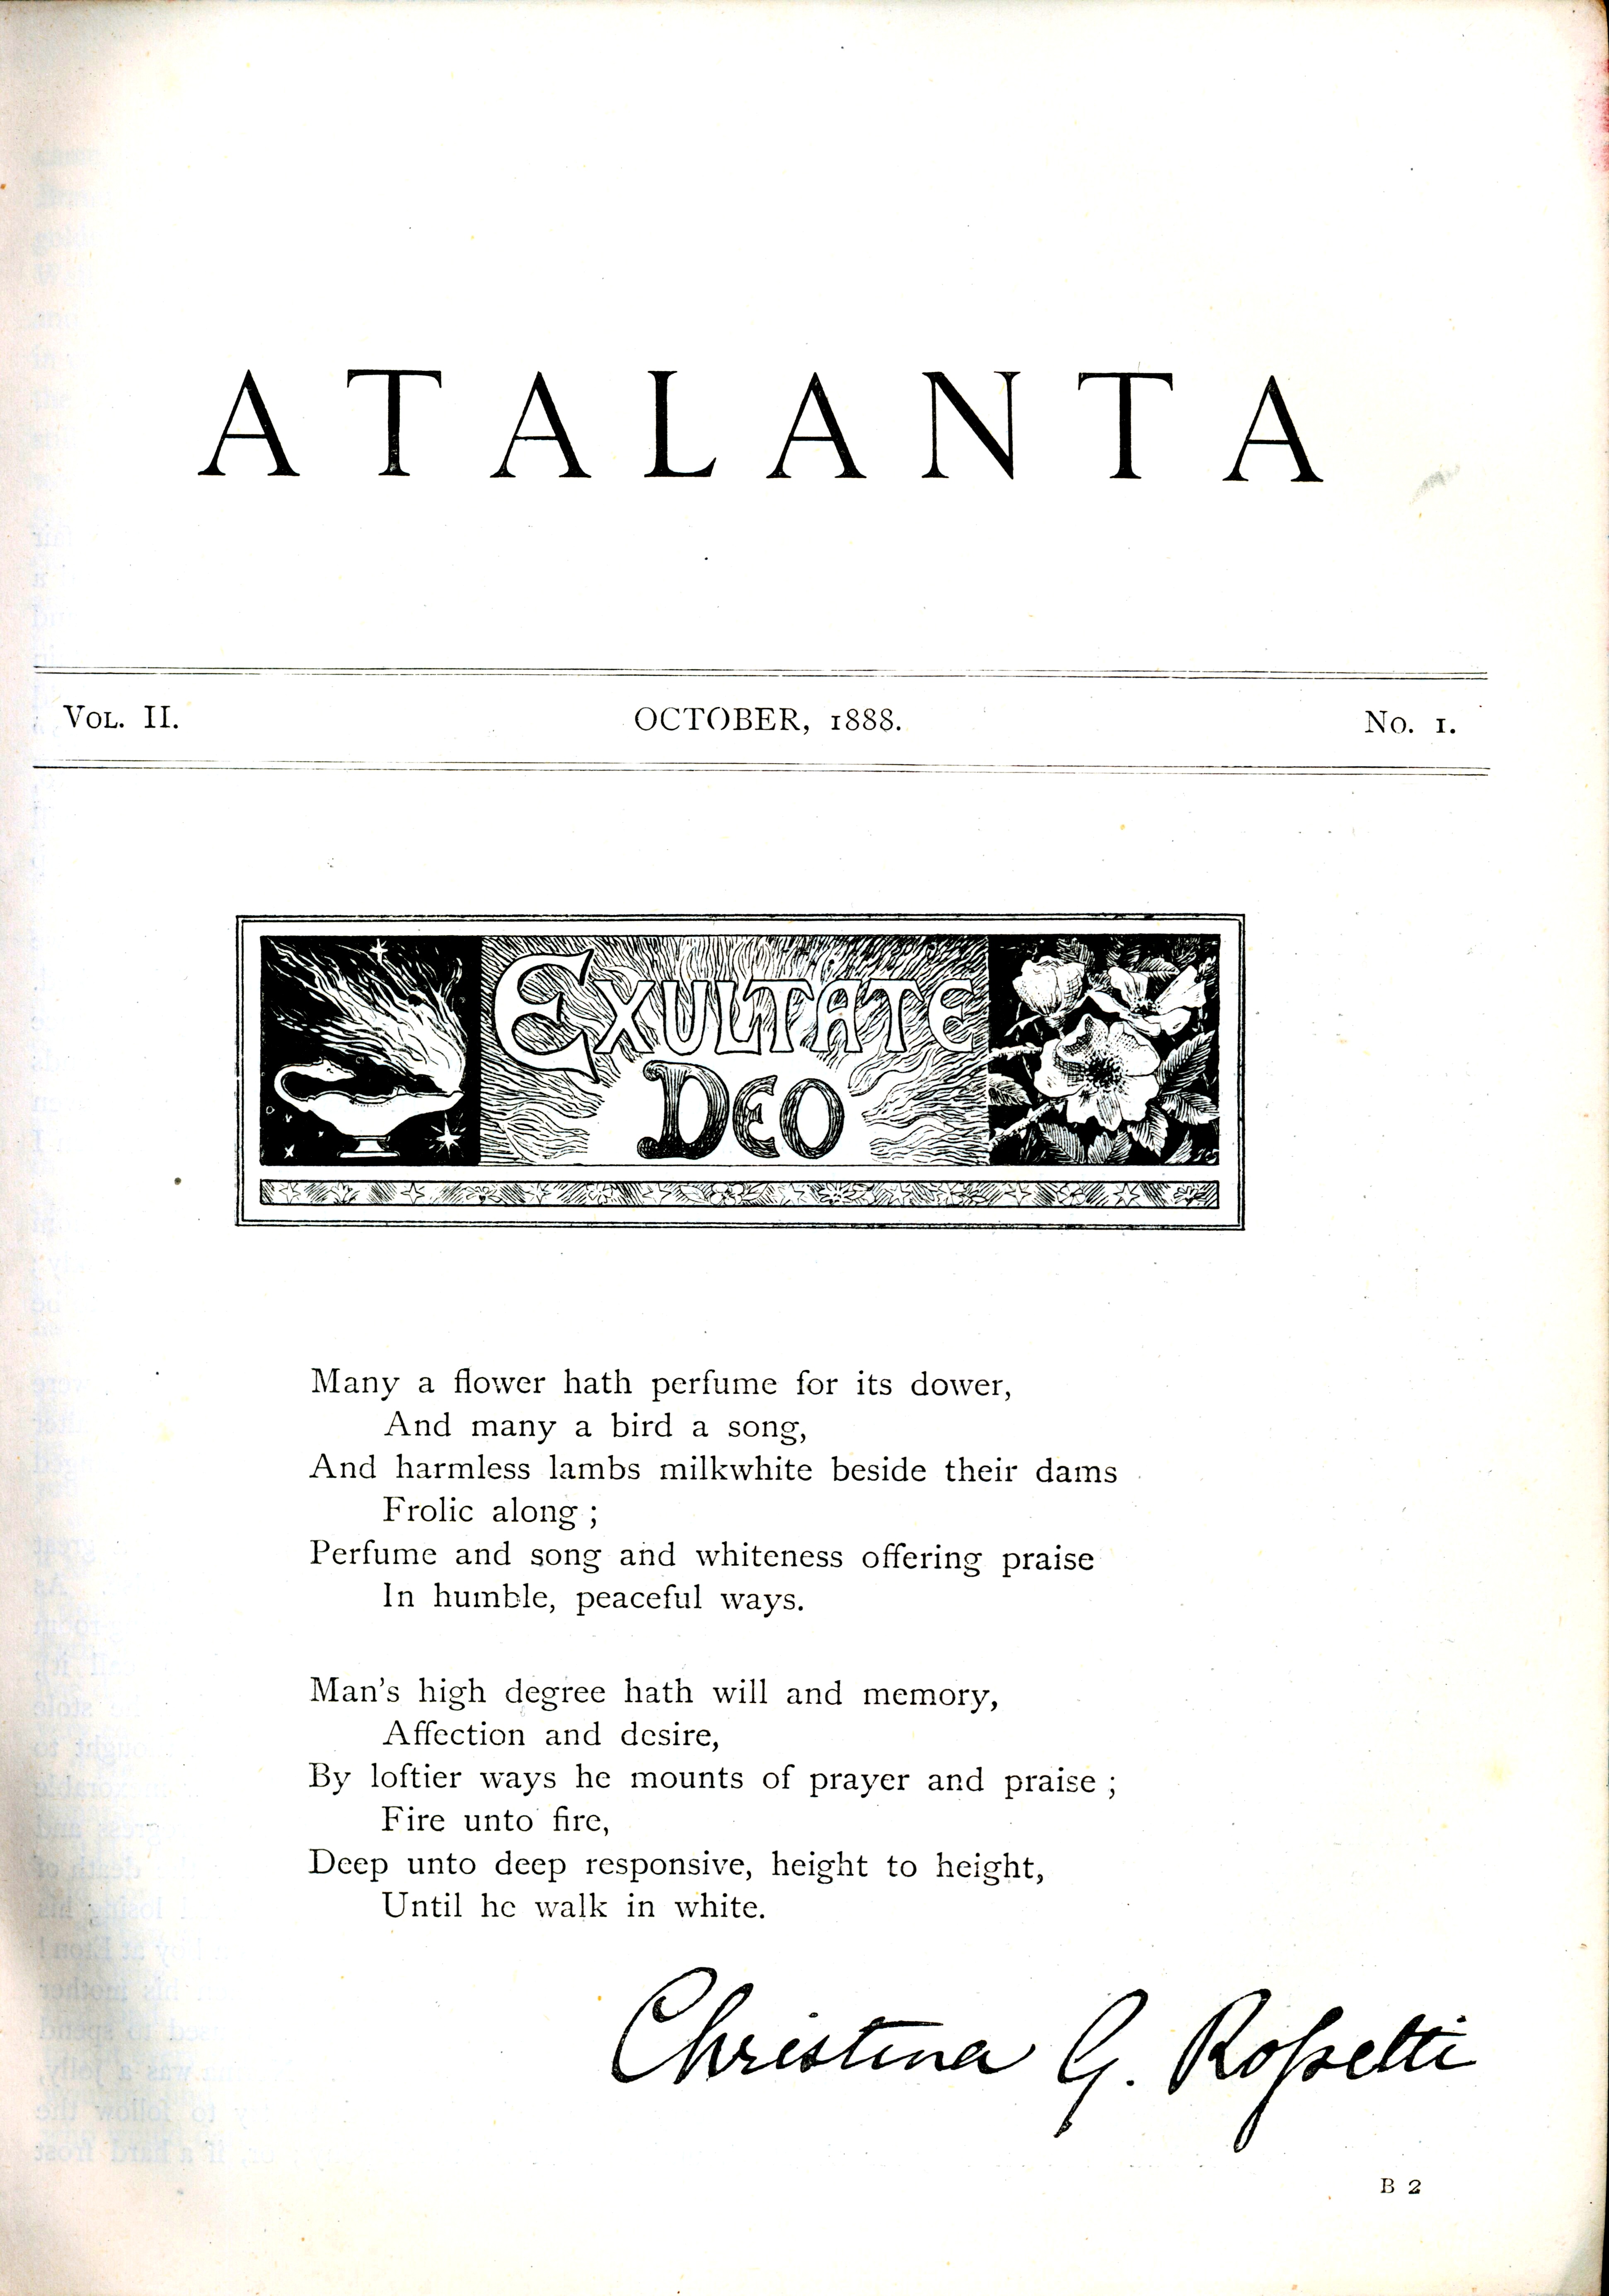 ATALANTA
VOL. II. OCTOBER, 1888. No. 1.
EXULTATE
DEO
Many a flower hath perfume for its dower,
And many a bird a song,
And harmless lambs milkwhite beside their dams
Frolic along ;
Perfume and song and whiteness offering praise
In humble, peaceful ways.
Man's high degree hath will and memory,
Affection and desire,
By loftier ways he mounts of prayer and praise ;
Fire unto fire,
Deep unto deep responsive, height to height,
Until he walk in white.
Christina G. Rossetti
B 2